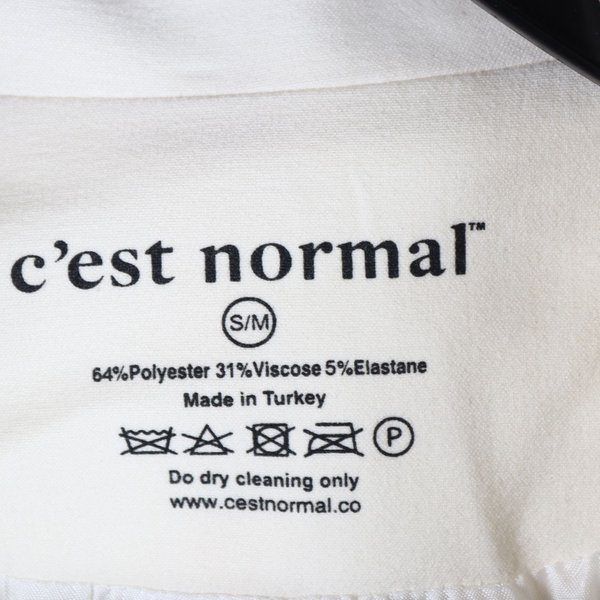 c'est normal™
S/M
64%Polyester 31%Viscose 5%Elastane
Made in Turkey
P
Do dry cleaning only
www.cestnormal.co